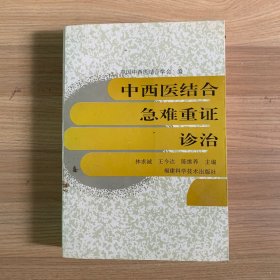 中国中西医结合学会 编
中西医结合
急难重证
诊治
林求诚 王今达 陈淮养 主编
福建科学技术出版社